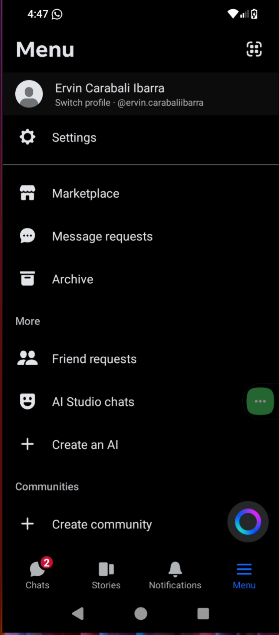 4:47
Menu
Ervin Carabali Ibarra
Switch profile · @ervin.carabaliibarra
Settings
Marketplace
Message requests
Archive
More
Friend requests
AI Studio chats
Create an AI
Communities
Create community
2
Chats
Stories
Notifications
Menu